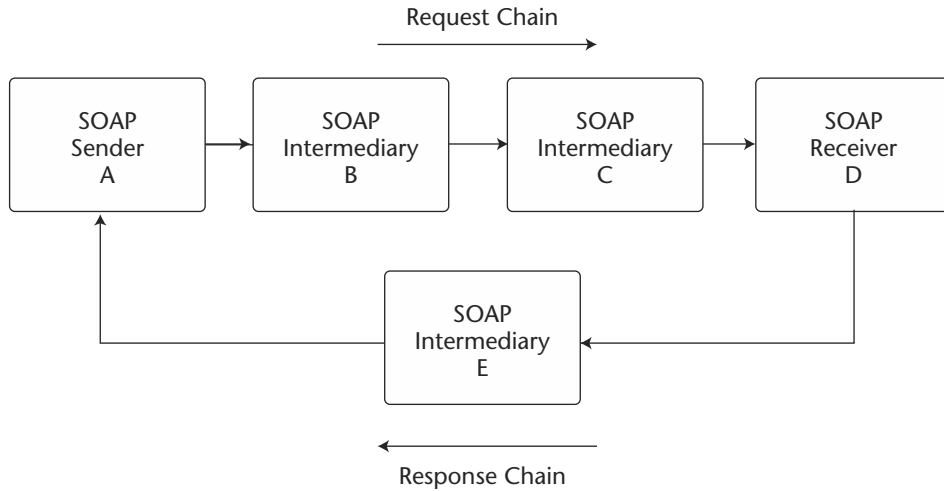 Request Chain
SOAP
Sender
A
SOAP
Intermediary
B
SOAP
Intermediary
C
SOAP
Receiver
D
SOAP
Intermediary
E
Response Chain